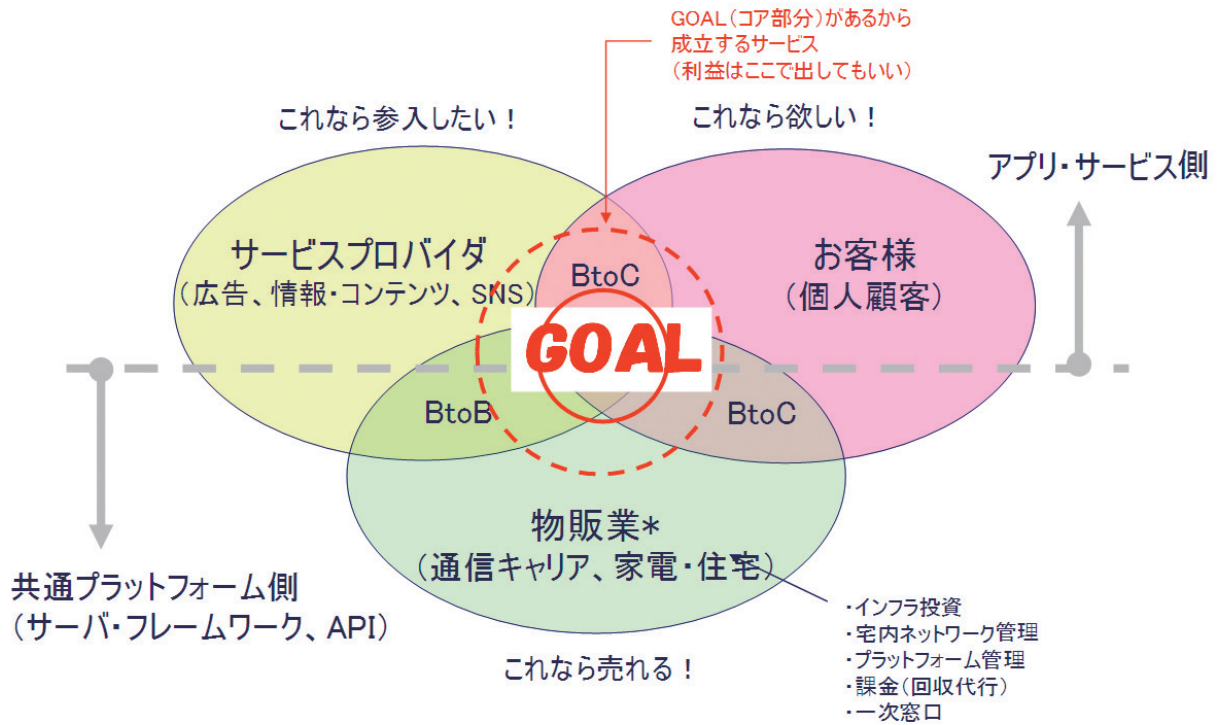 GOAL(コア部分)があるから
成立するサービス
(利益はここで出してもいい)
これなら参入したい!
これなら欲しい!
アプリ・サービス側
サービスプロバイダ
(広告、情報・コンテンツ、SNS)
BtoC
お客様
(個人顧客)
GOAL
BtoB
BtoC
物販業*
(通信キャリア、家電・住宅)
共通プラットフォーム側
(サーバ・フレームワーク、API)
これなら売れる!
・インフラ投資
・宅内ネットワーク管理
・プラットフォーム管理
・課金(回収代行)
・一次窓口